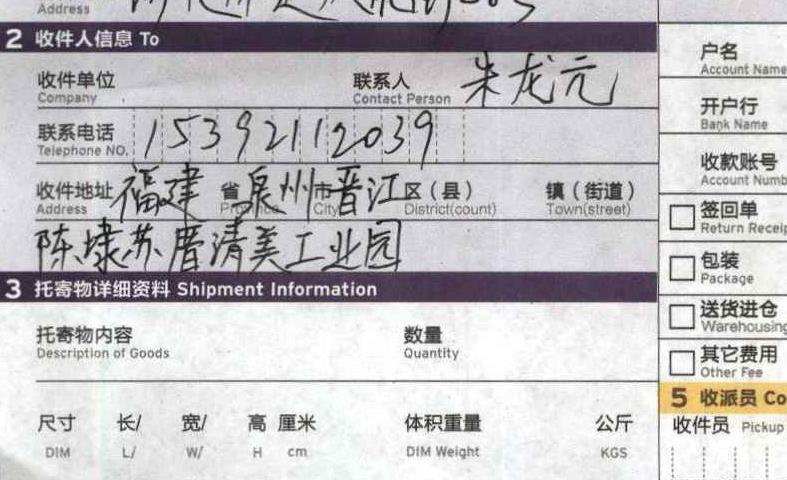 Address
2 收件人信息 To
收件单位 联系人 朱龙元
Company Contact Person
联系电话 15392112039
Telephone NO.
收件地址 福建 省 泉州 市 晋江 区（县） 镇（街道）
Address Province City District(count) Town(street)
陈埭苏厝清美工业园
3 托寄物详细资料 Shipment Information
托寄物内容 数量
Description of Goods Quantity
尺寸 长/ 宽/ 高 厘米 体积重量 公斤
DIM L/ W/ H cm DIM Weight KGS
户名
Account Name
开户行
Bank Name
收款账号
Account Numb
签回单
Return Receip
包装
Package
送货进仓
Warehousing
其它费用
Other Fee
5 收派员 Co
收件员 Pickup